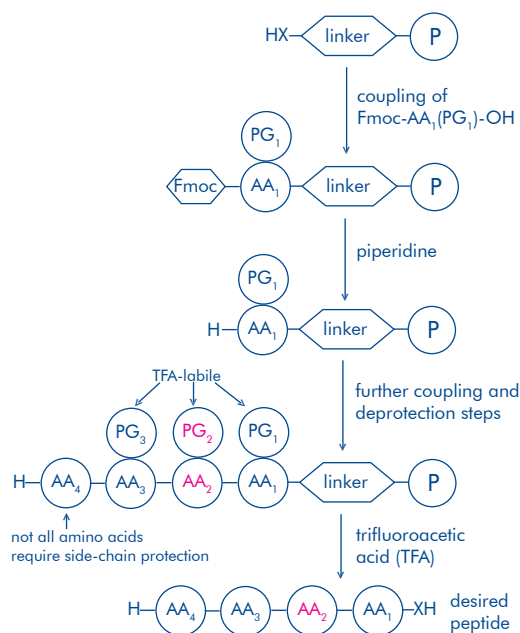 HX linker P
coupling of
Fmoc-AA₁(PG₁)-OH
PG₁
Fmoc AA₁ linker P
piperidine
PG₁
H AA₁ linker P
TFA-labile
further coupling and
deprotection steps
PG₃ PG₂ PG₁
H AA₄ AA₃ AA₂ AA₁ linker P
not all amino acids
require side-chain protection
trifluoroacetic
acid (TFA)
H AA₄ AA₃ AA₂ AA₁ XH
desired
peptide